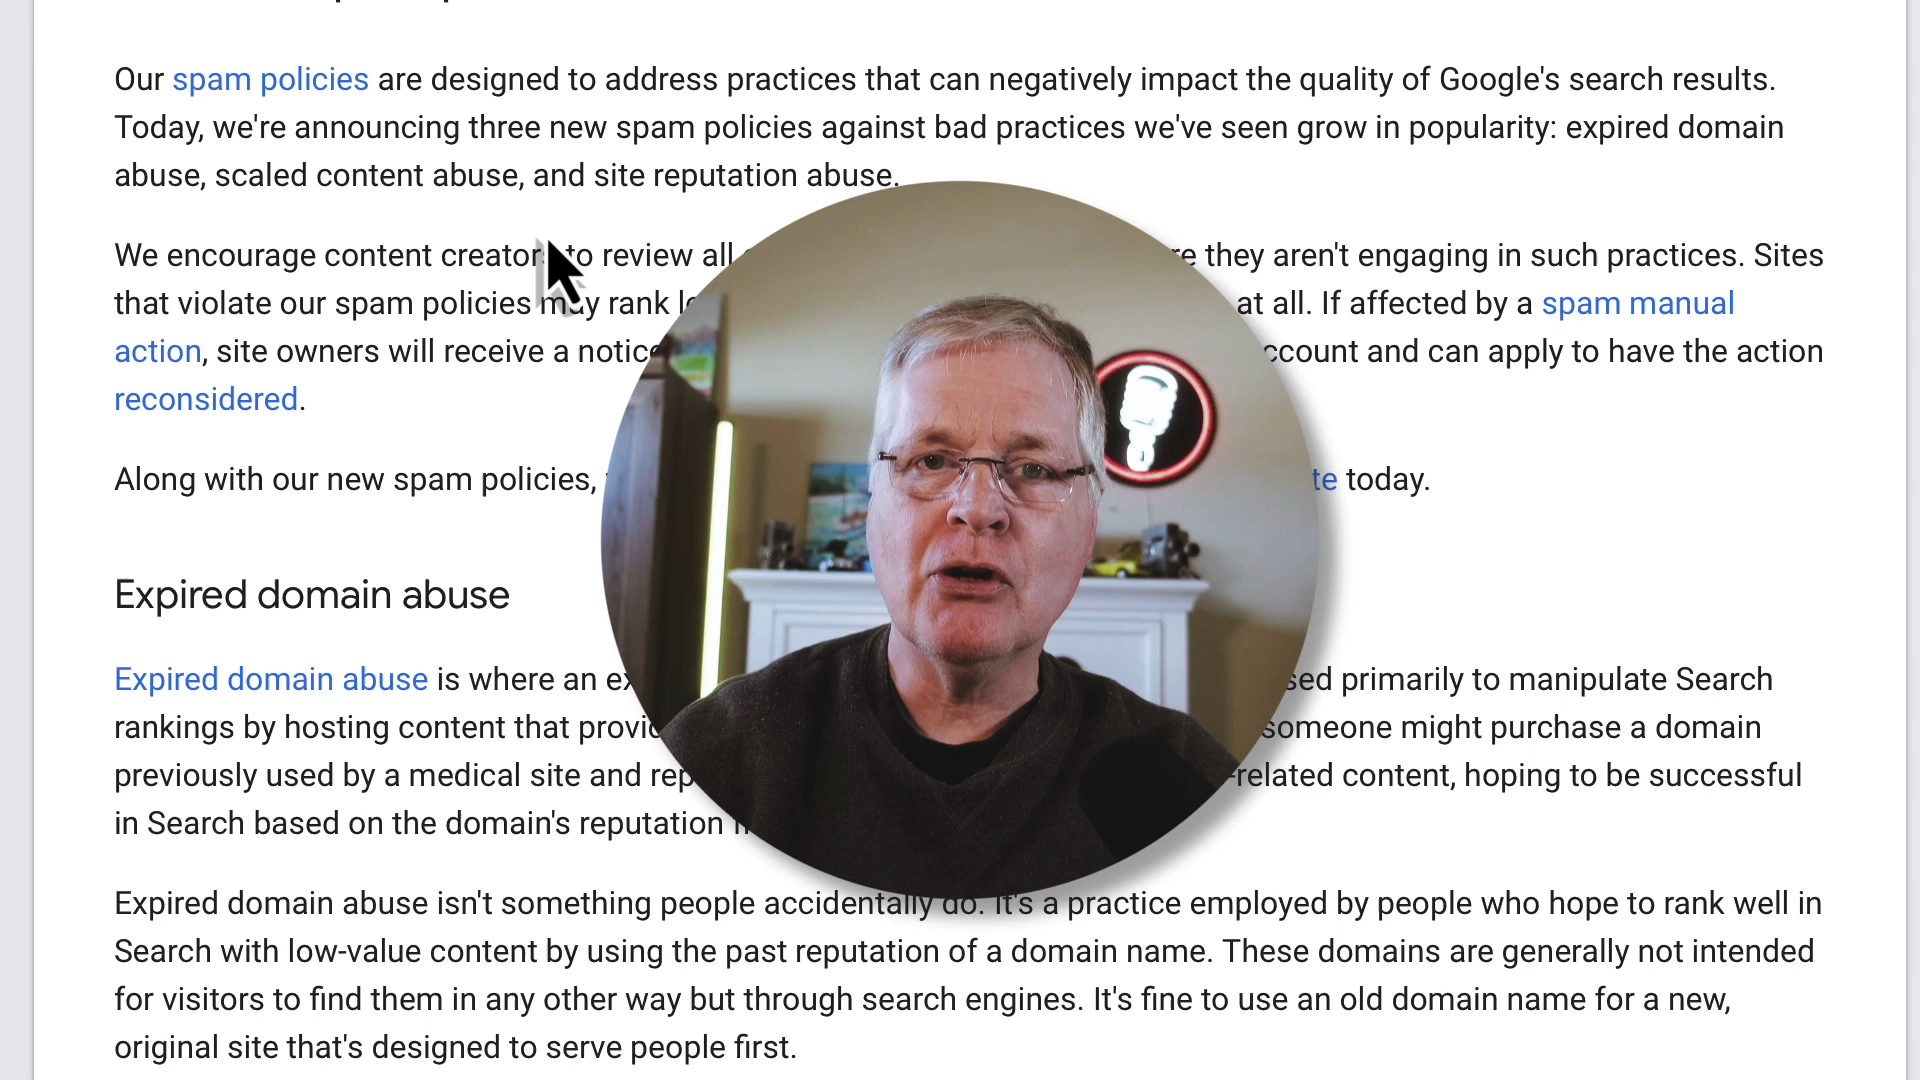 Our spam policies are designed to address practices that can negatively impact the quality of Google's search results.
Today, we're announcing three new spam policies against bad practices we've seen grow in popularity: expired domain
abuse, scaled content abuse, and site reputation abuse.
We encourage content creators to review all they aren't engaging in such practices. Sites
that violate our spam policies may rank at all. If affected by a spam manual
action, site owners will receive a notice account and can apply to have the action
reconsidered.
Along with our new spam policies, today.
Expired domain abuse
Expired domain abuse is where an primarily to manipulate Search
rankings by hosting content that someone might purchase a domain
previously used by a medical site and -related content, hoping to be successful
in Search based on the domain's reputation
Expired domain abuse isn't something people accidentally do. It's a practice employed by people who hope to rank well in
Search with low-value content by using the past reputation of a domain name. These domains are generally not intended
for visitors to find them in any other way but through search engines. It's fine to use an old domain name for a new,
original site that's designed to serve people first.